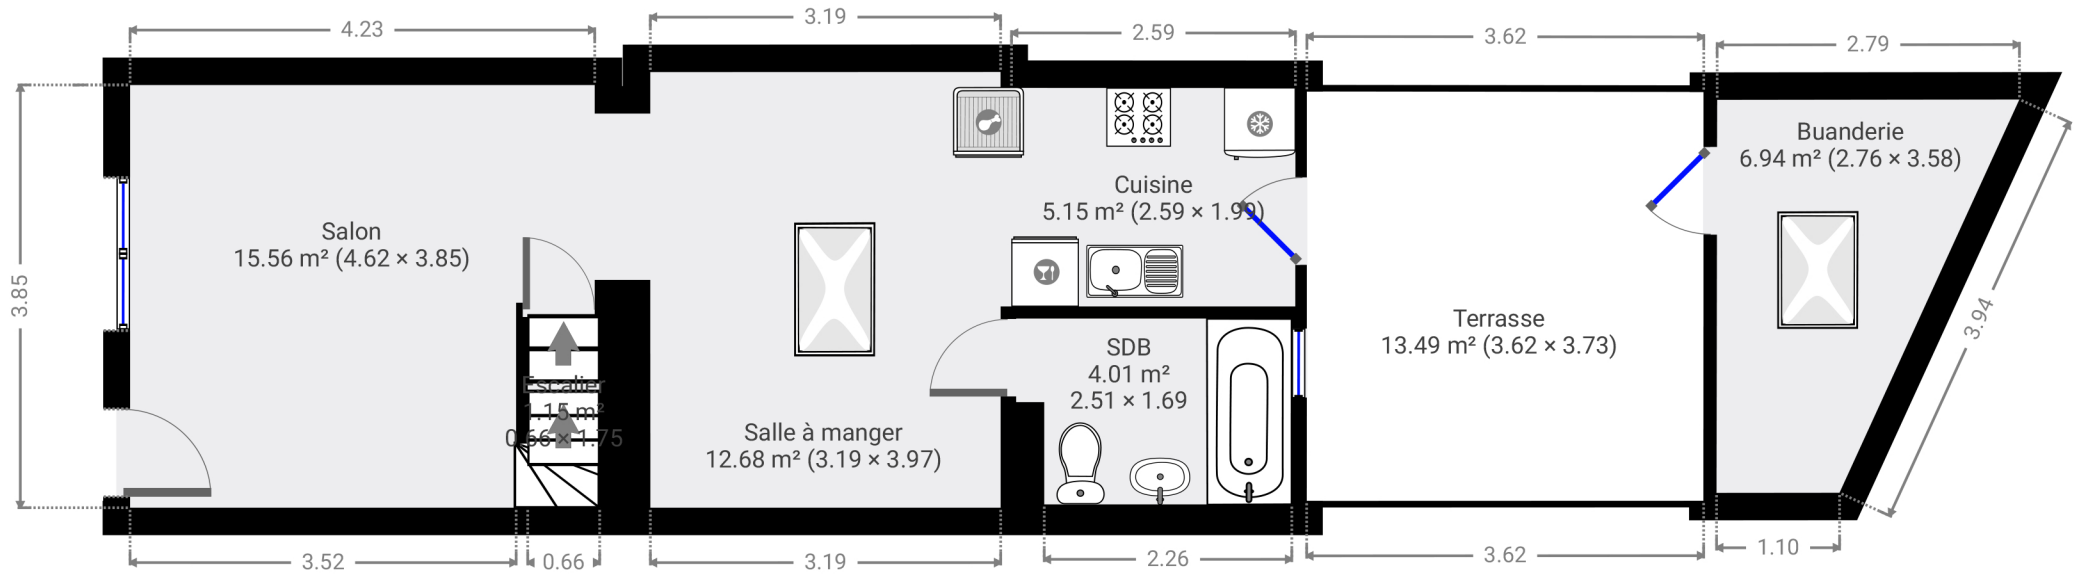 4.23
3.19
2.59
3.62
2.79
3.85
Salon
15.56 m² (4.62 × 3.85)
Escalier
1.15 m²
0.66 × 1.75
Salle à manger
12.68 m² (3.19 × 3.97)
Cuisine
5.15 m² (2.59 × 1.99)
SDB
4.01 m²
2.51 × 1.69
Terrasse
13.49 m² (3.62 × 3.73)
Buanderie
6.94 m² (2.76 × 3.58)
3.94
3.52
0.66
3.19
2.26
3.62
1.10